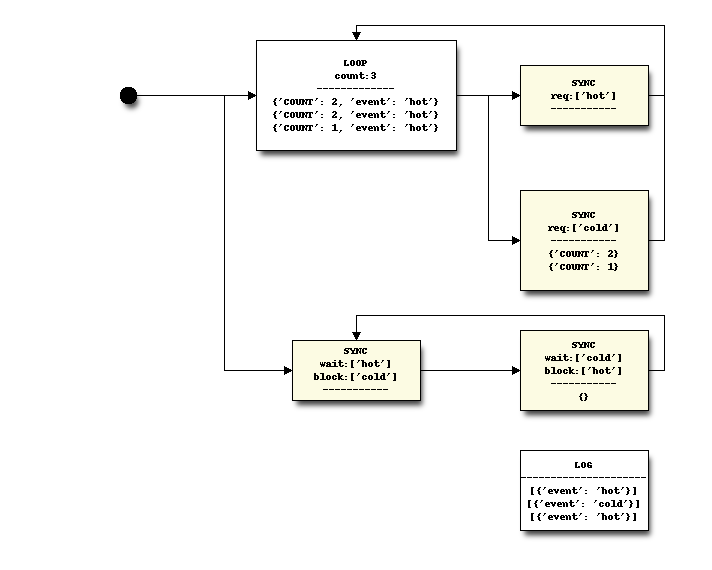 LOOP
count:3
-------------
{'COUNT': 2, 'event': 'hot'}
{'COUNT': 2, 'event': 'hot'}
{'COUNT': 1, 'event': 'hot'}
SYNC
req:['hot']
-----------
SYNC
req:['cold']
-----------
{'COUNT': 2}
{'COUNT': 1}
SYNC
wait:['hot']
block:['cold']
-----------
SYNC
wait:['cold']
block:['hot']
-----------
{}
LOG
---------------------
[{'event': 'hot'}]
[{'event': 'cold'}]
[{'event': 'hot'}]